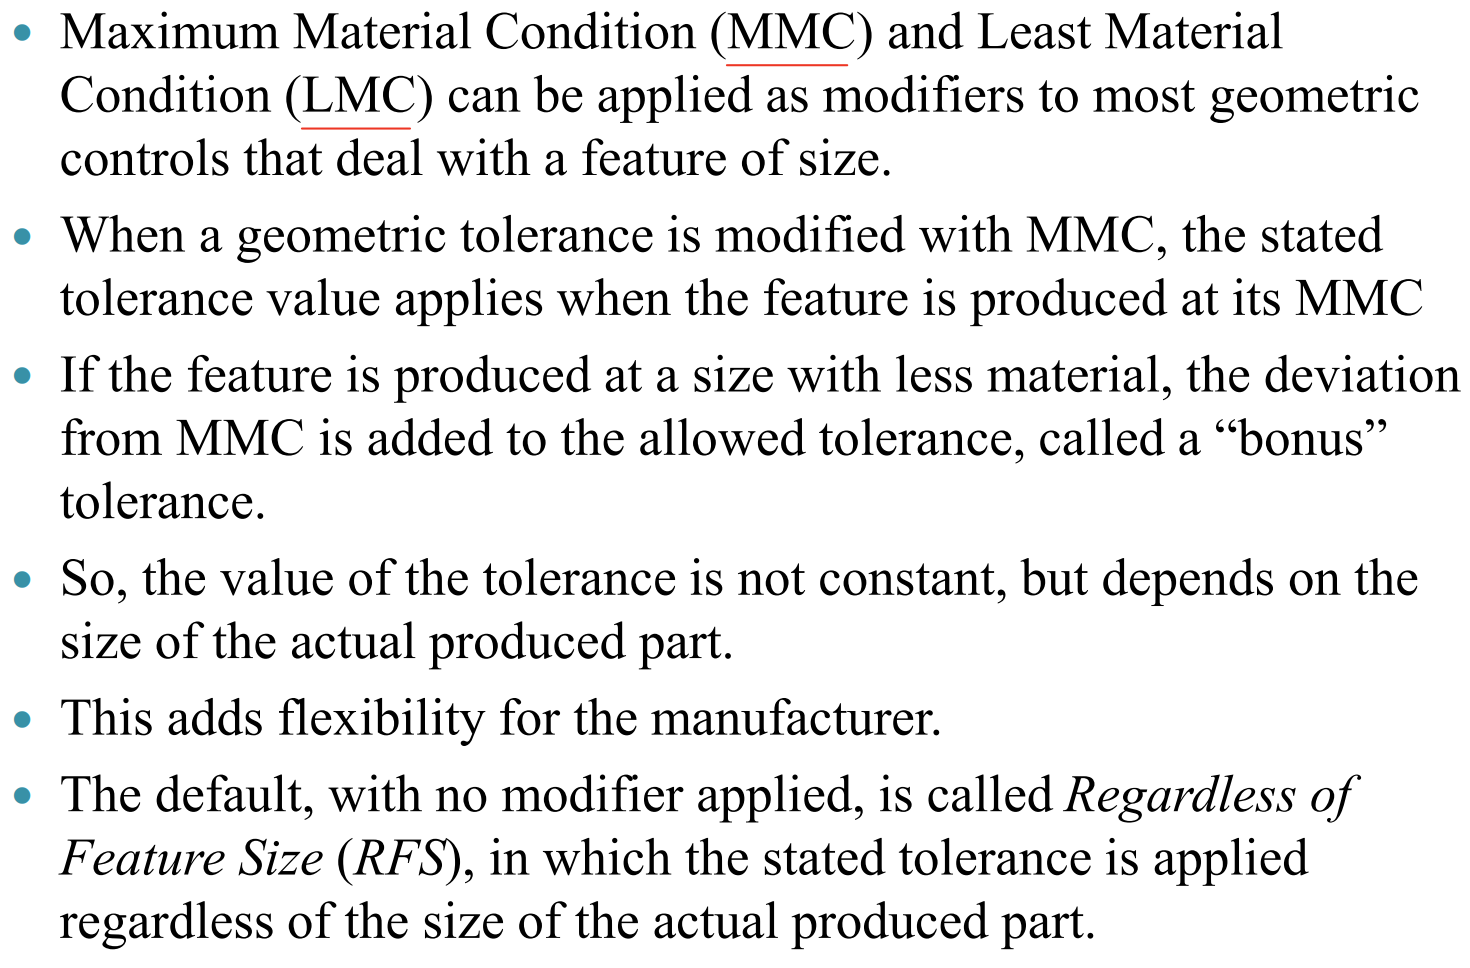 • Maximum Material Condition (MMC) and Least Material
Condition (LMC) can be applied as modifiers to most geometric
controls that deal with a feature of size.
• When a geometric tolerance is modified with MMC, the stated
tolerance value applies when the feature is produced at its MMC
• If the feature is produced at a size with less material, the deviation
from MMC is added to the allowed tolerance, called a “bonus”
tolerance.
• So, the value of the tolerance is not constant, but depends on the
size of the actual produced part.
• This adds flexibility for the manufacturer.
• The default, with no modifier applied, is called Regardless of
Feature Size (RFS), in which the stated tolerance is applied
regardless of the size of the actual produced part.